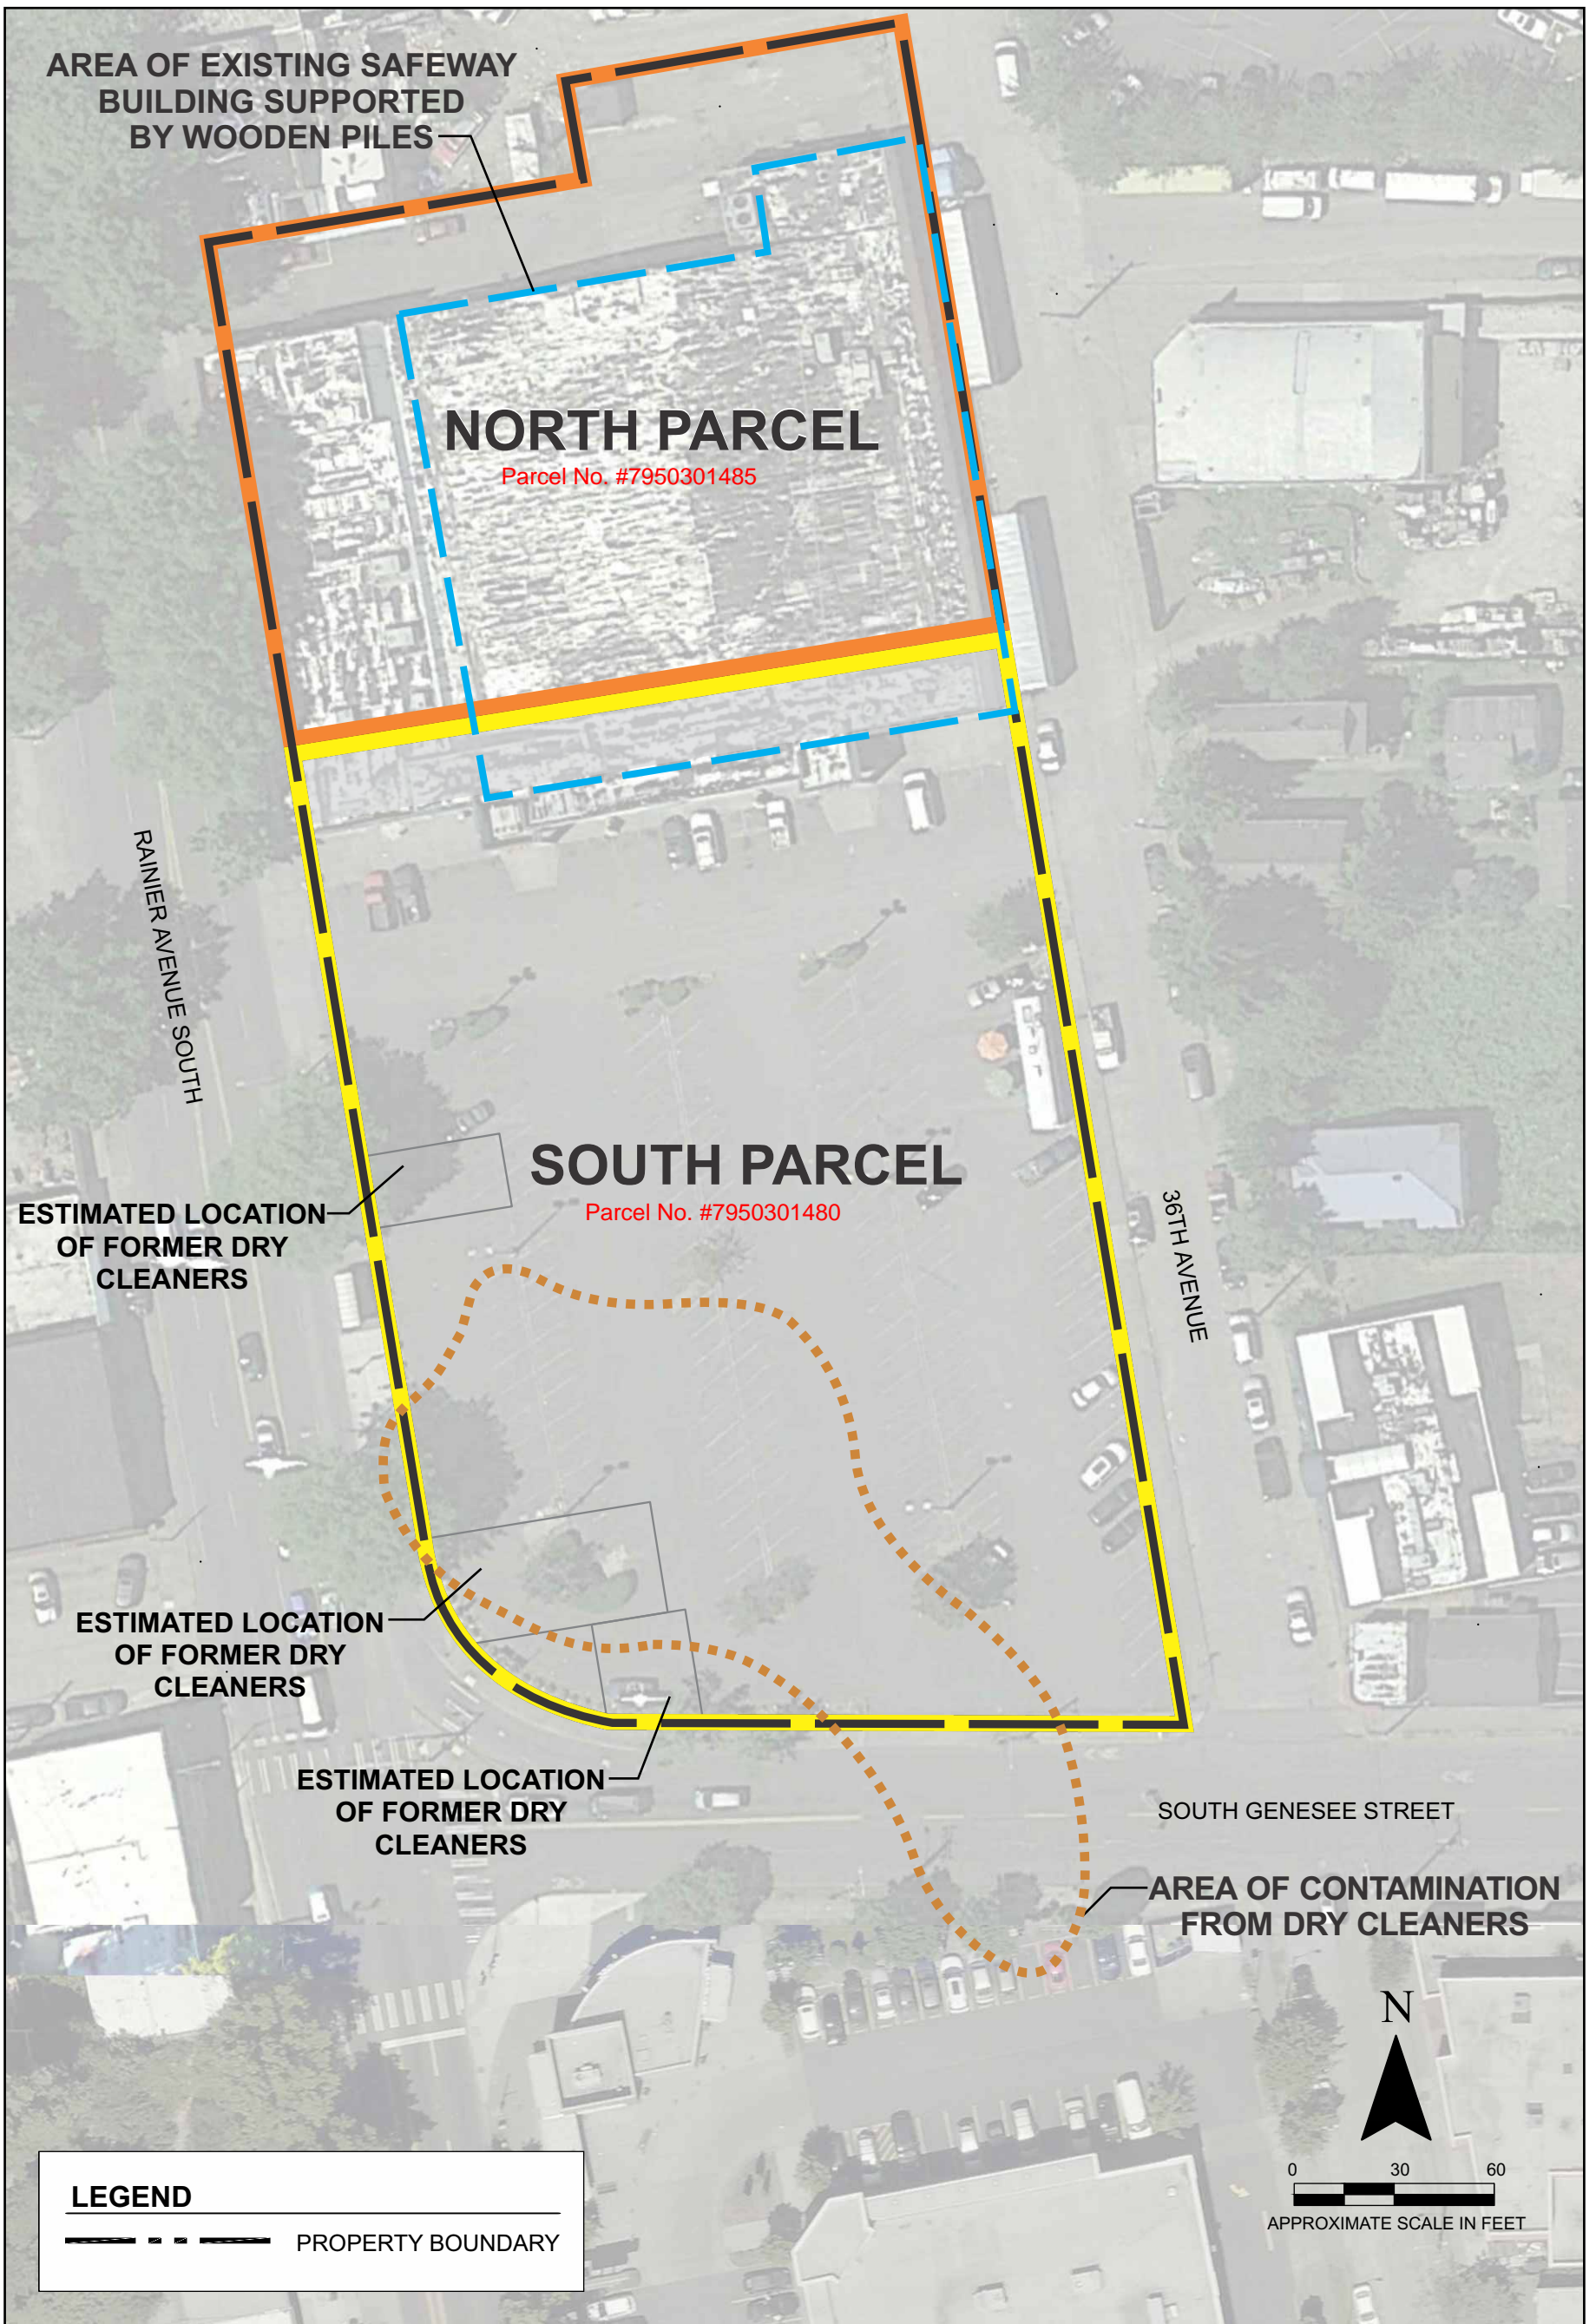 AREA OF EXISTING SAFEWAY
BUILDING SUPPORTED
BY WOODEN PILES
NORTH PARCEL
Parcel No. #7950301485
RAINIER AVENUE SOUTH
SOUTH PARCEL
Parcel No. #7950301480
36TH AVENUE
ESTIMATED LOCATION
OF FORMER DRY
CLEANERS
ESTIMATED LOCATION
OF FORMER DRY
CLEANERS
ESTIMATED LOCATION
OF FORMER DRY
CLEANERS
SOUTH GENESEE STREET
AREA OF CONTAMINATION
FROM DRY CLEANERS
N
0 30 60
APPROXIMATE SCALE IN FEET
LEGEND
PROPERTY BOUNDARY